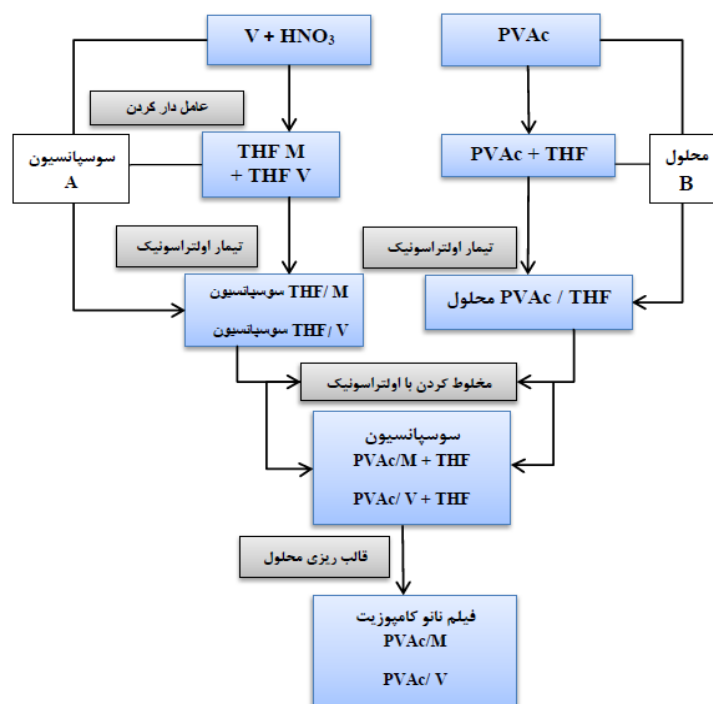 V + HNO₃
PVAc
عامل دار کردن
سوسپانسیون
A
THF M
+ THF V
PVAc + THF
محلول
B
تیمار اولتراسونیک
تیمار اولتراسونیک
سوسپانسیون THF/ M
سوسپانسیون THF/ V
محلول PVAc / THF
مخلوط کردن با اولتراسونیک
سوسپانسیون
PVAc/M + THF
PVAc/ V + THF
قالب ریزی محلول
فیلم نانو کامپوزیت
PVAc/M
PVAc/ V